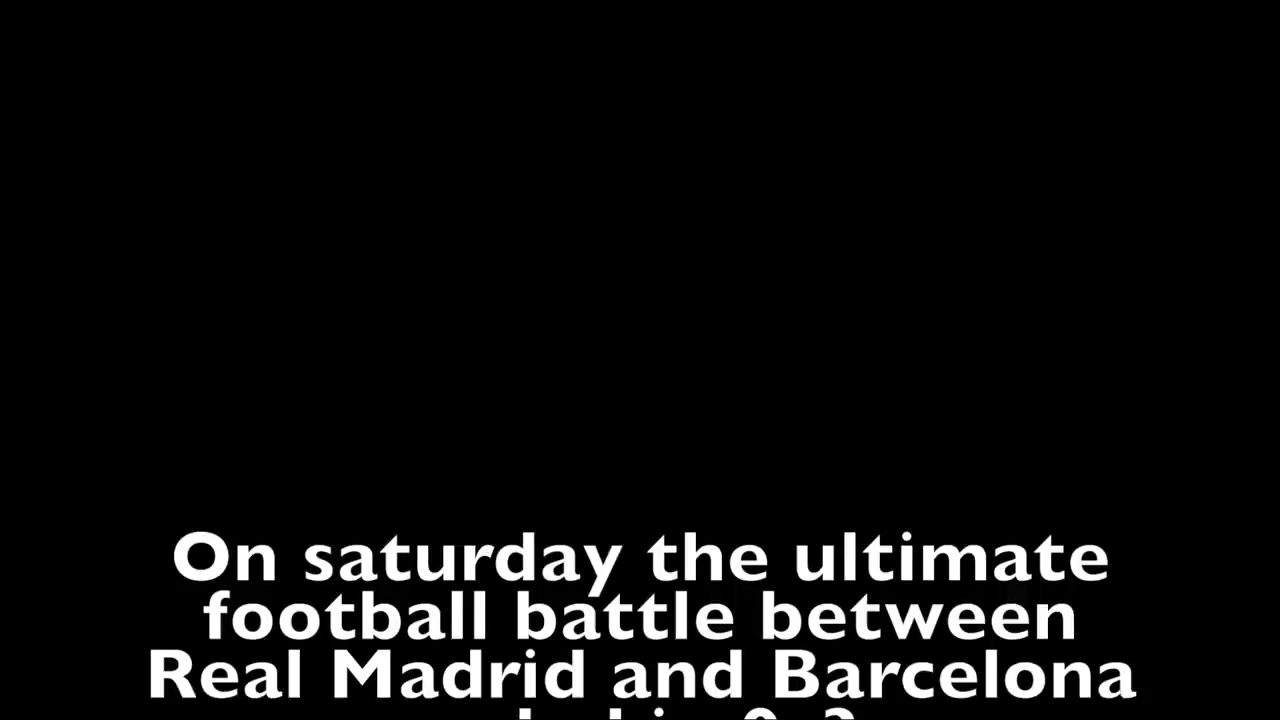 On saturday the ultimate
football battle between
Real Madrid and Barcelona